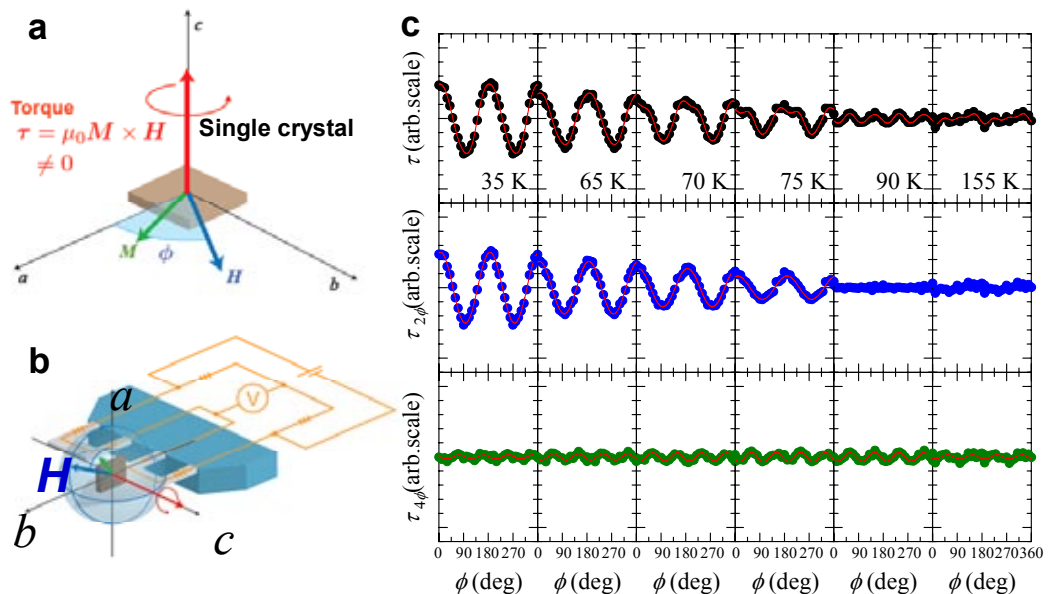 a
c
Torque
τ = μ₀M × H
≠ 0
Single crystal
M
ϕ
H
a
b
b
a
V
H
b
c
c
τ (arb.scale)
35 K 65 K 70 K 75 K 90 K 155 K
τ2ϕ (arb.scale)
τ4ϕ (arb.scale)
0 90 180 270 0 90 180 270 0 90 180 270 0 90 180 270 0 90 180 270 0 90 180 270 360
ϕ (deg) ϕ (deg) ϕ (deg) ϕ (deg) ϕ (deg) ϕ (deg)